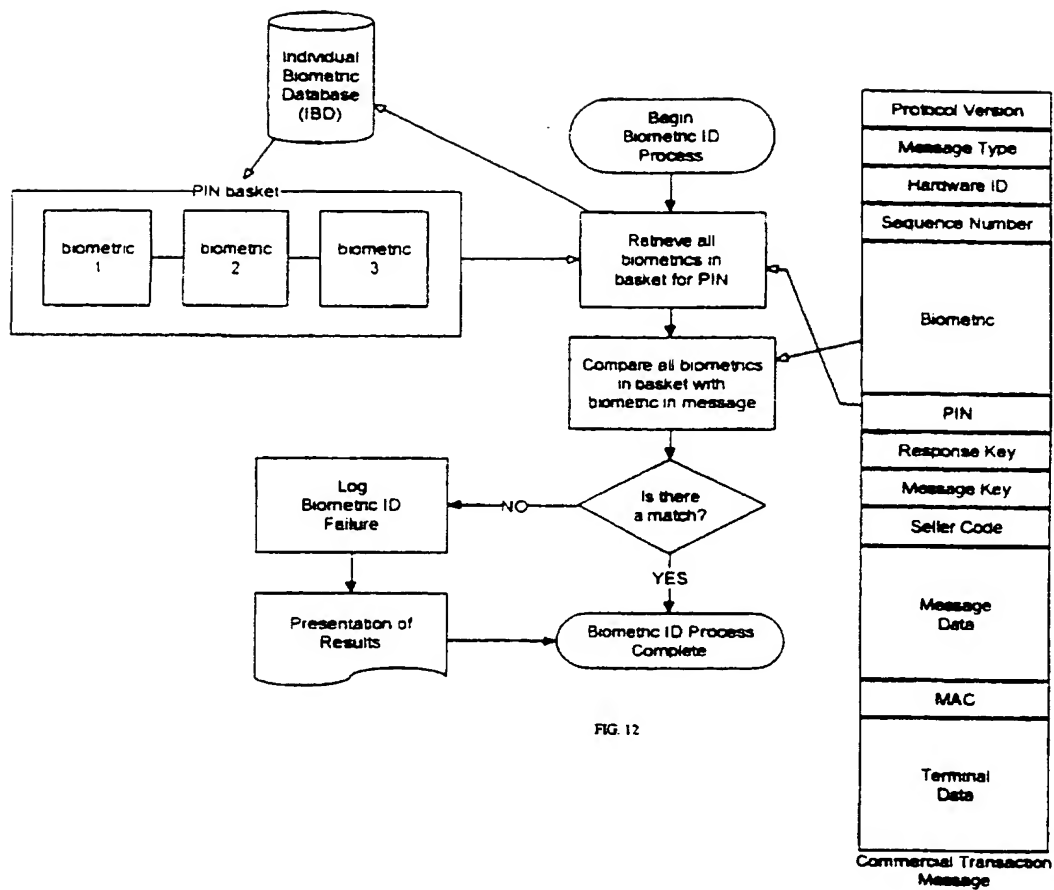 Individual
Biometric
Database
(IBD)
PIN basket
biometric
1
biometric
2
biometric
3
Begin
Biometric ID
Process
Retrieve all
biometrics in
basket for PIN
Compare all biometrics
in basket with
biometric in message
Is there
a match?
NO
YES
Log
Biometric ID
Failure
Presentation of
Results
Biometric ID Process
Complete
Protocol Version
Message Type
Hardware ID
Sequence Number
Biometric
PIN
Response Key
Message Key
Seller Code
Message
Data
MAC
Terminal
Data
Commercial Transaction
Message
FIG. 12